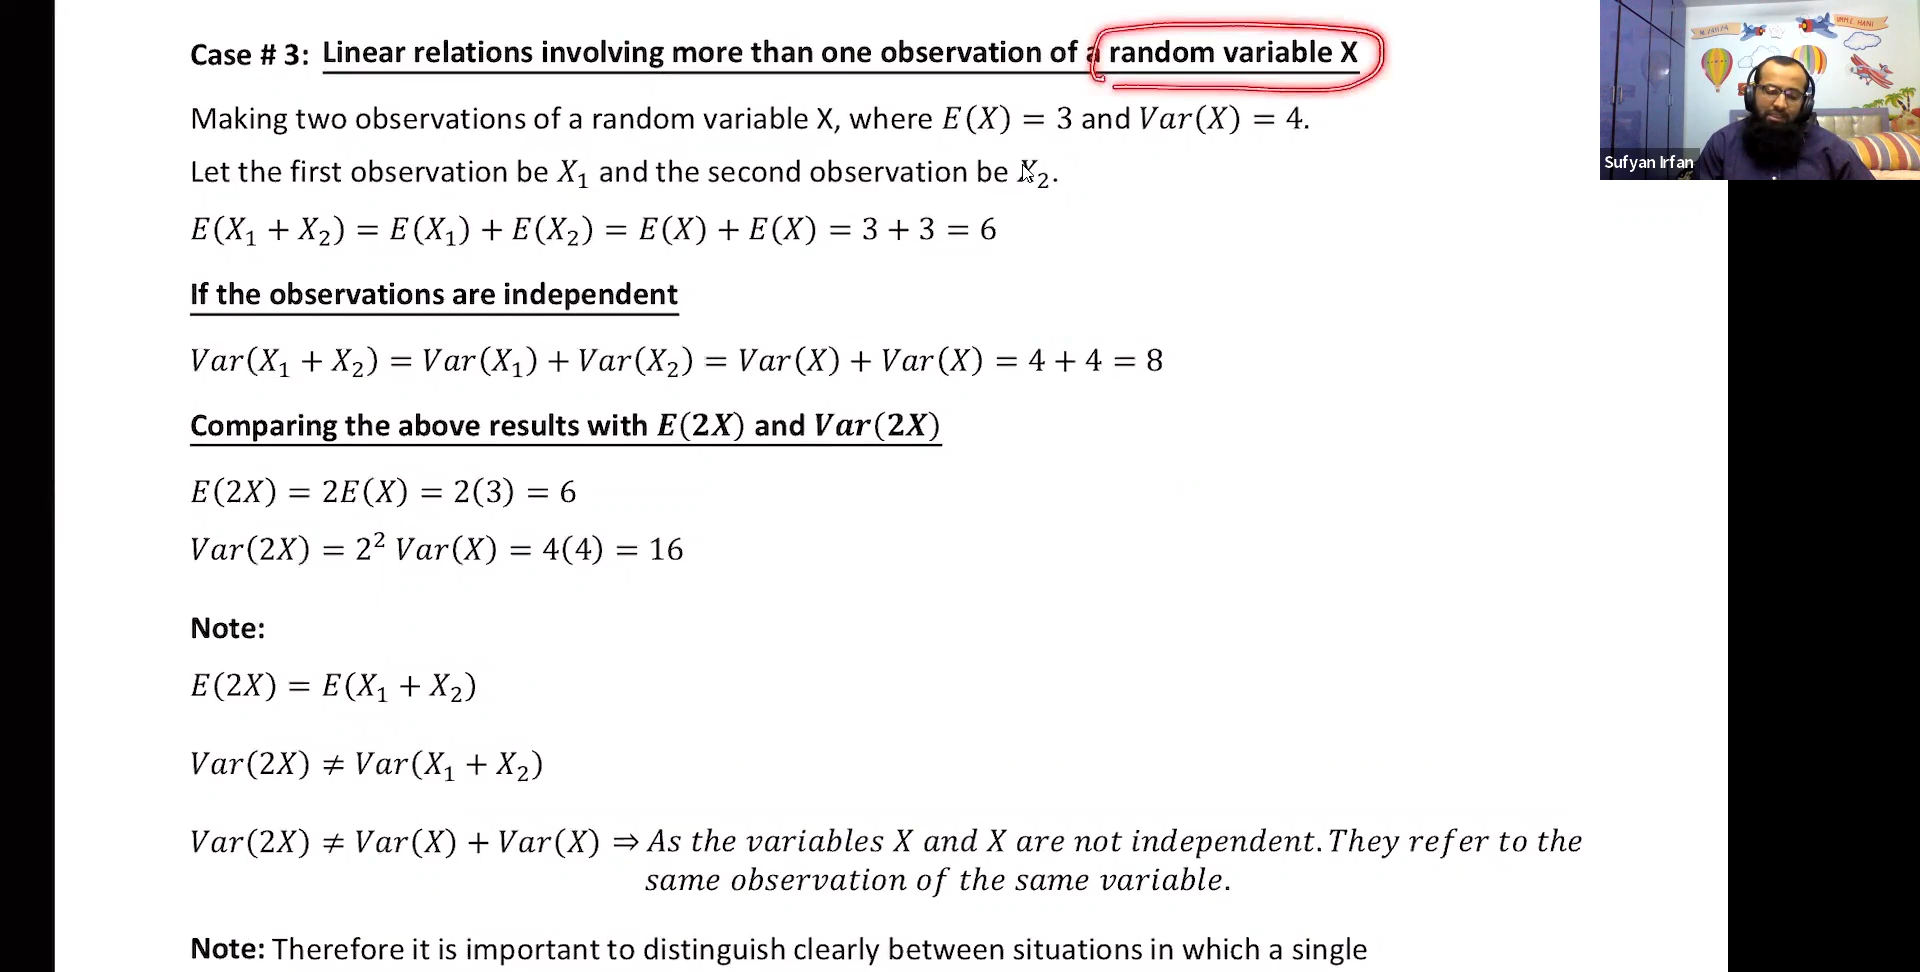 Case # 3: Linear relations involving more than one observation of a random variable X
Making two observations of a random variable X, where E(X) = 3 and Var(X) = 4.
Let the first observation be X₁ and the second observation be X₂.
E(X₁ + X₂) = E(X₁) + E(X₂) = E(X) + E(X) = 3 + 3 = 6
If the observations are independent
Var(X₁ + X₂) = Var(X₁) + Var(X₂) = Var(X) + Var(X) = 4 + 4 = 8
Comparing the above results with E(2X) and Var(2X)
E(2X) = 2E(X) = 2(3) = 6
Var(2X) = 2² Var(X) = 4(4) = 16
Note:
E(2X) = E(X₁ + X₂)
Var(2X) ≠ Var(X₁ + X₂)
Var(2X) ≠ Var(X) + Var(X) ⇒ As the variables X and X are not independent. They refer to the
same observation of the same variable.
Note: Therefore it is important to distinguish clearly between situations in which a single
Sufyan Irfan